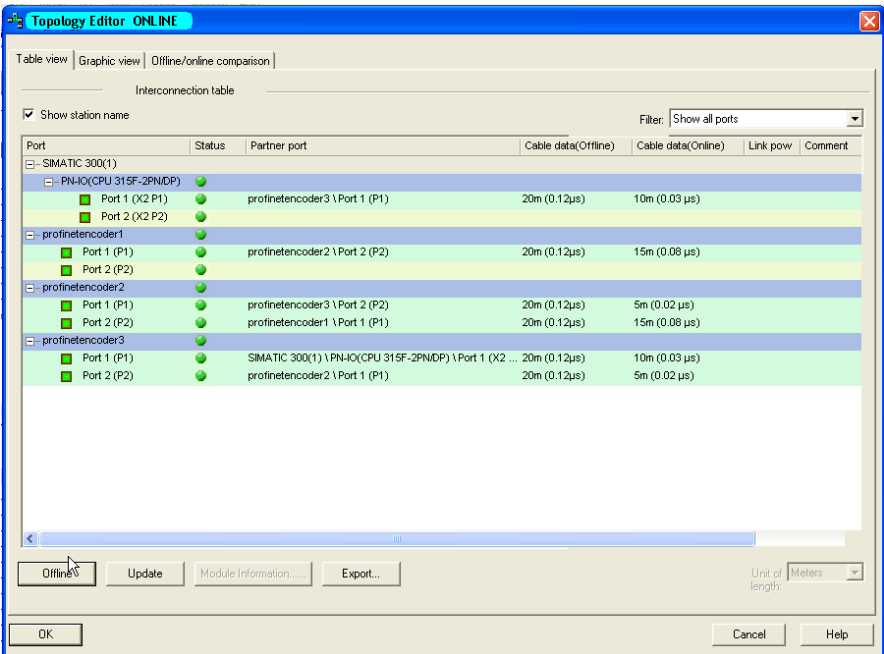 Topology Editor ONLINE
Table view Graphic view Offline/online comparison
Interconnection table
Show station name
Filter: Show all ports
Port Status Partner port Cable data(Offline) Cable data(Online) Link pow Comment
SIMATIC 300(1)
PN-IO(CPU 315F-2PN/DP)
Port 1 (X2 P1) profinetencoder3 \ Port 1 (P1) 20m (0.12µs) 10m (0.03 µs)
Port 2 (X2 P2)
profinetencoder1
Port 1 (P1) profinetencoder2 \ Port 2 (P2) 20m (0.12µs) 15m (0.08 µs)
Port 2 (P2)
profinetencoder2
Port 1 (P1) profinetencoder3 \ Port 2 (P2) 20m (0.12µs) 5m (0.02 µs)
Port 2 (P2) profinetencoder1 \ Port 1 (P1) 20m (0.12µs) 15m (0.08 µs)
profinetencoder3
Port 1 (P1) SIMATIC 300(1) \ PN-IO(CPU 315F-2PN/DP) \ Port 1 (X2 ... 20m (0.12µs) 10m (0.03 µs)
Port 2 (P2) profinetencoder2 \ Port 1 (P1) 20m (0.12µs) 5m (0.02 µs)
Offline Update Module Information...... Export... Unit of length: Meters
OK Cancel Help